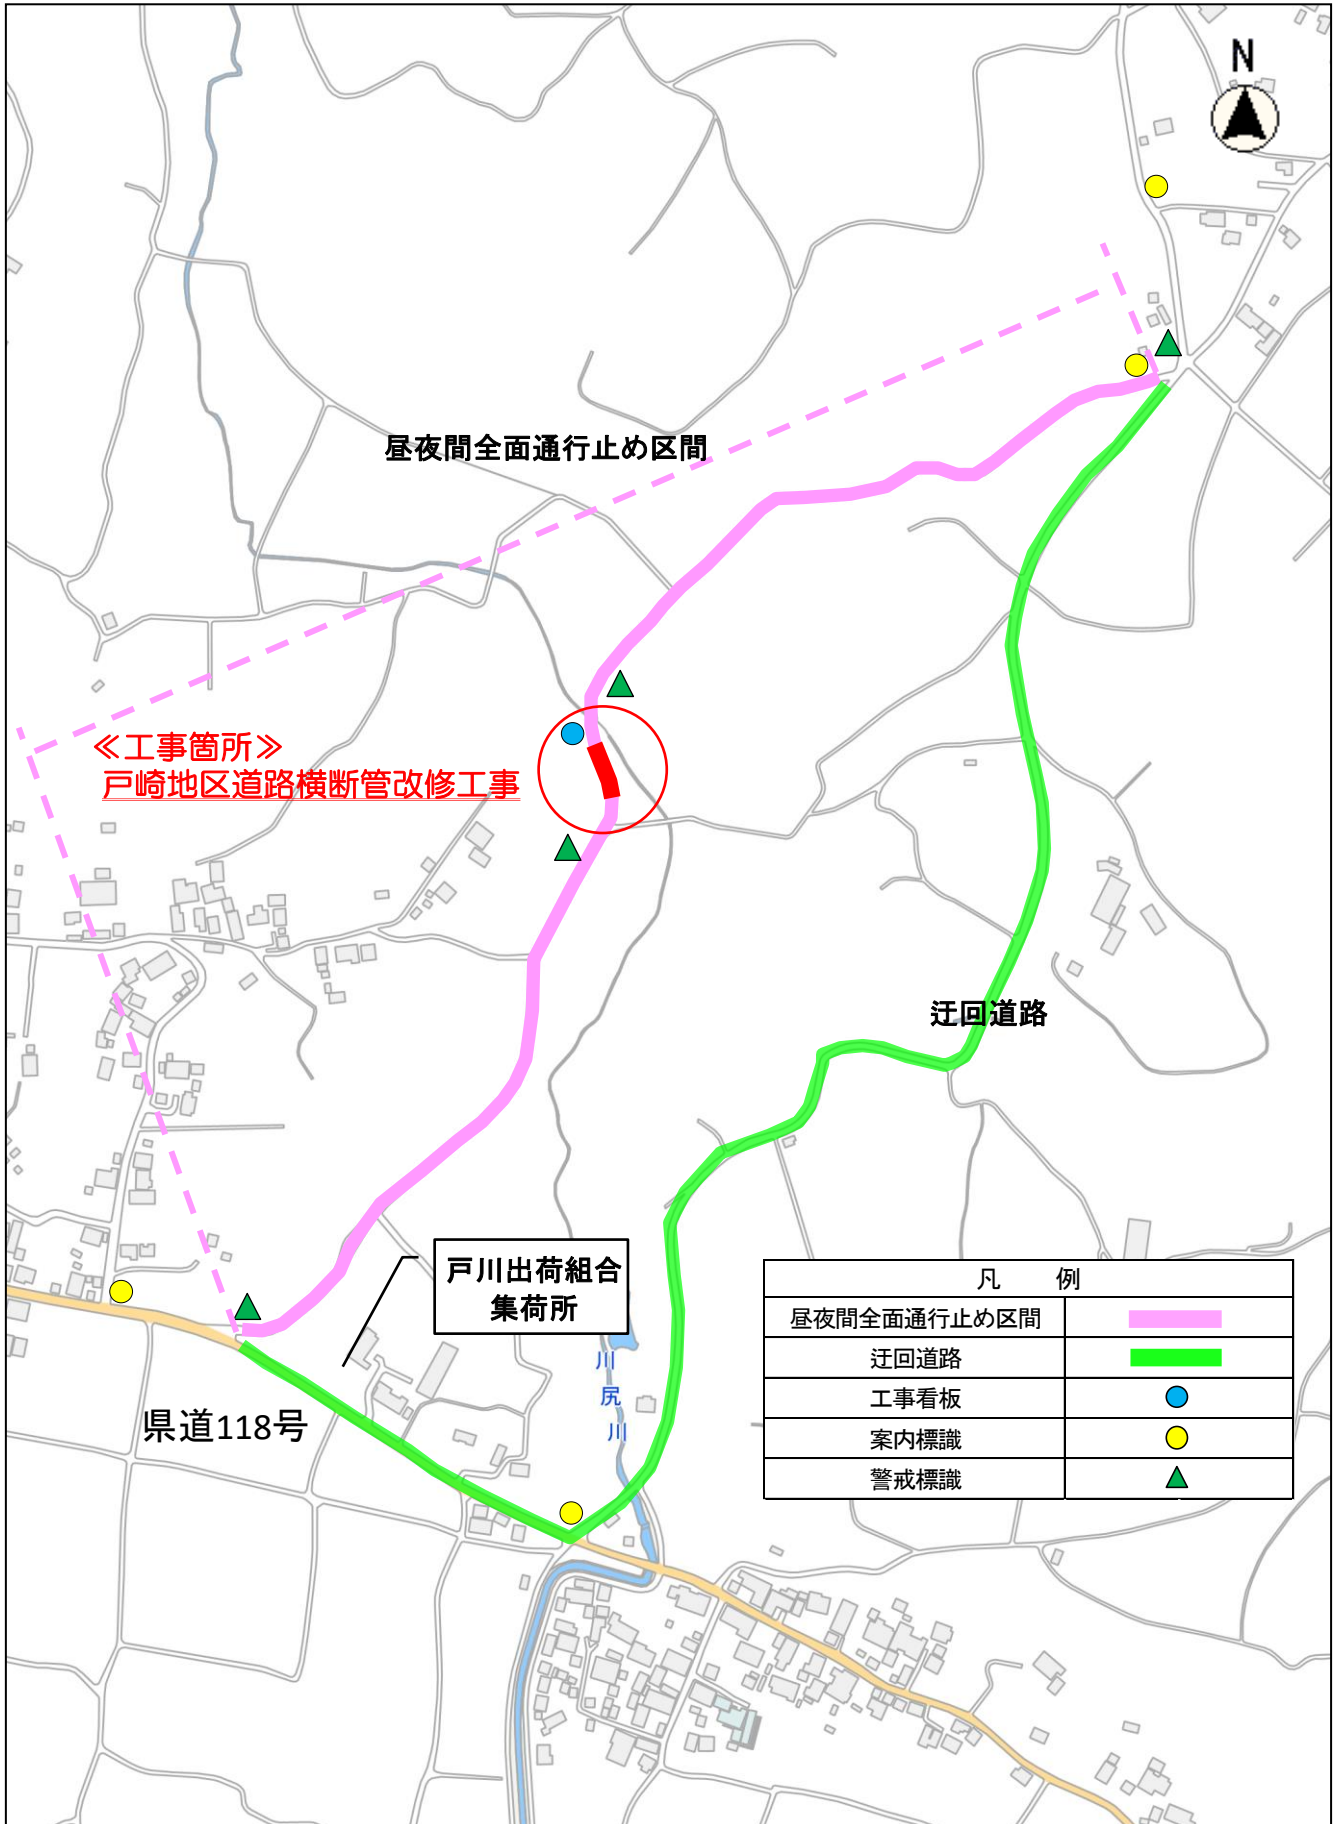 N
昼夜間全面通行止め区間
≪工事箇所≫
戸崎地区道路横断管改修工事
迂回道路
戸川出荷組合
集荷所
川尻川
県道118号
凡 例
昼夜間全面通行止め区間
迂回道路
工事看板
案内標識
警戒標識